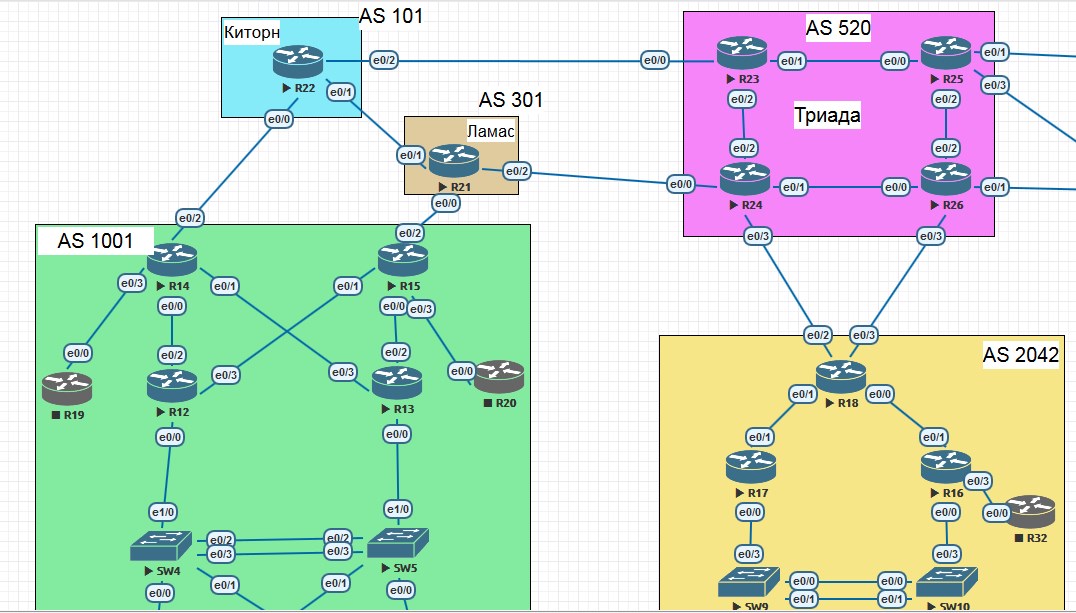 AS 101
Киторн
e0/2
e0/0
R22
e0/1
e0/0
AS 301
Ламас
e0/1
e0/2
R21
e0/0
AS 520
R23
e0/1
e0/0
R25
e0/1
e0/3
e0/2
e0/2
Триада
e0/2
e0/2
e0/0
R24
e0/1
e0/0
R26
e0/1
e0/3
e0/3
AS 1001
e0/2
e0/2
R14
R15
e0/3
e0/1
e0/1
e0/0
e0/0
e0/3
e0/0
e0/2
e0/2
e0/3
e0/3
e0/0
R19
R12
R13
R20
e0/0
e0/0
e1/0
e1/0
e0/2
e0/2
e0/3
e0/3
SW4
SW5
e0/1
e0/1
e0/0
e0/0
AS 2042
e0/2
e0/3
R18
e0/1
e0/0
e0/1
e0/1
R17
R16
e0/3
e0/0
e0/0
e0/0
R32
e0/3
e0/3
e0/0
e0/0
e0/1
e0/1
SW9
SW10